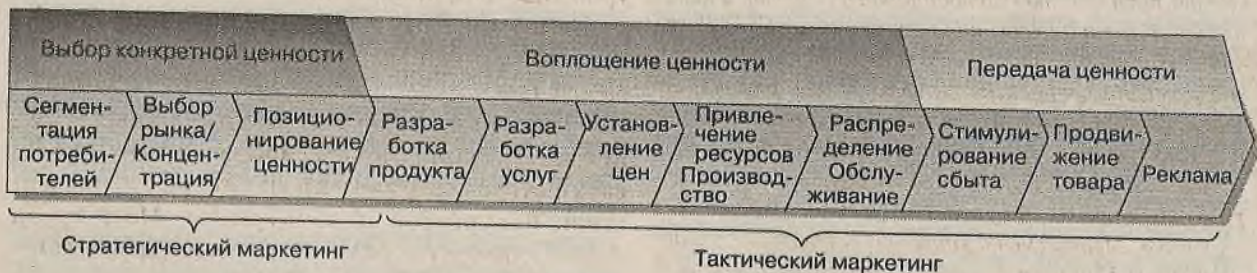 Выбор конкретной ценности
Воплощение ценности
Передача ценности
Сегмен-
тация
потреби-
телей
Выбор
рынка/
Концен-
трация
Позицио-
нирование
ценности
Разра-
ботка
продукта
Разра-
ботка
услуг
Установ-
ление
цен
Привле-
чение
ресурсов
Производ-
ство
Распре-
деление
Обслу-
живание
Стимули-
рование
сбыта
Продви-
жение
товара
Реклама
Стратегический маркетинг
Тактический маркетинг